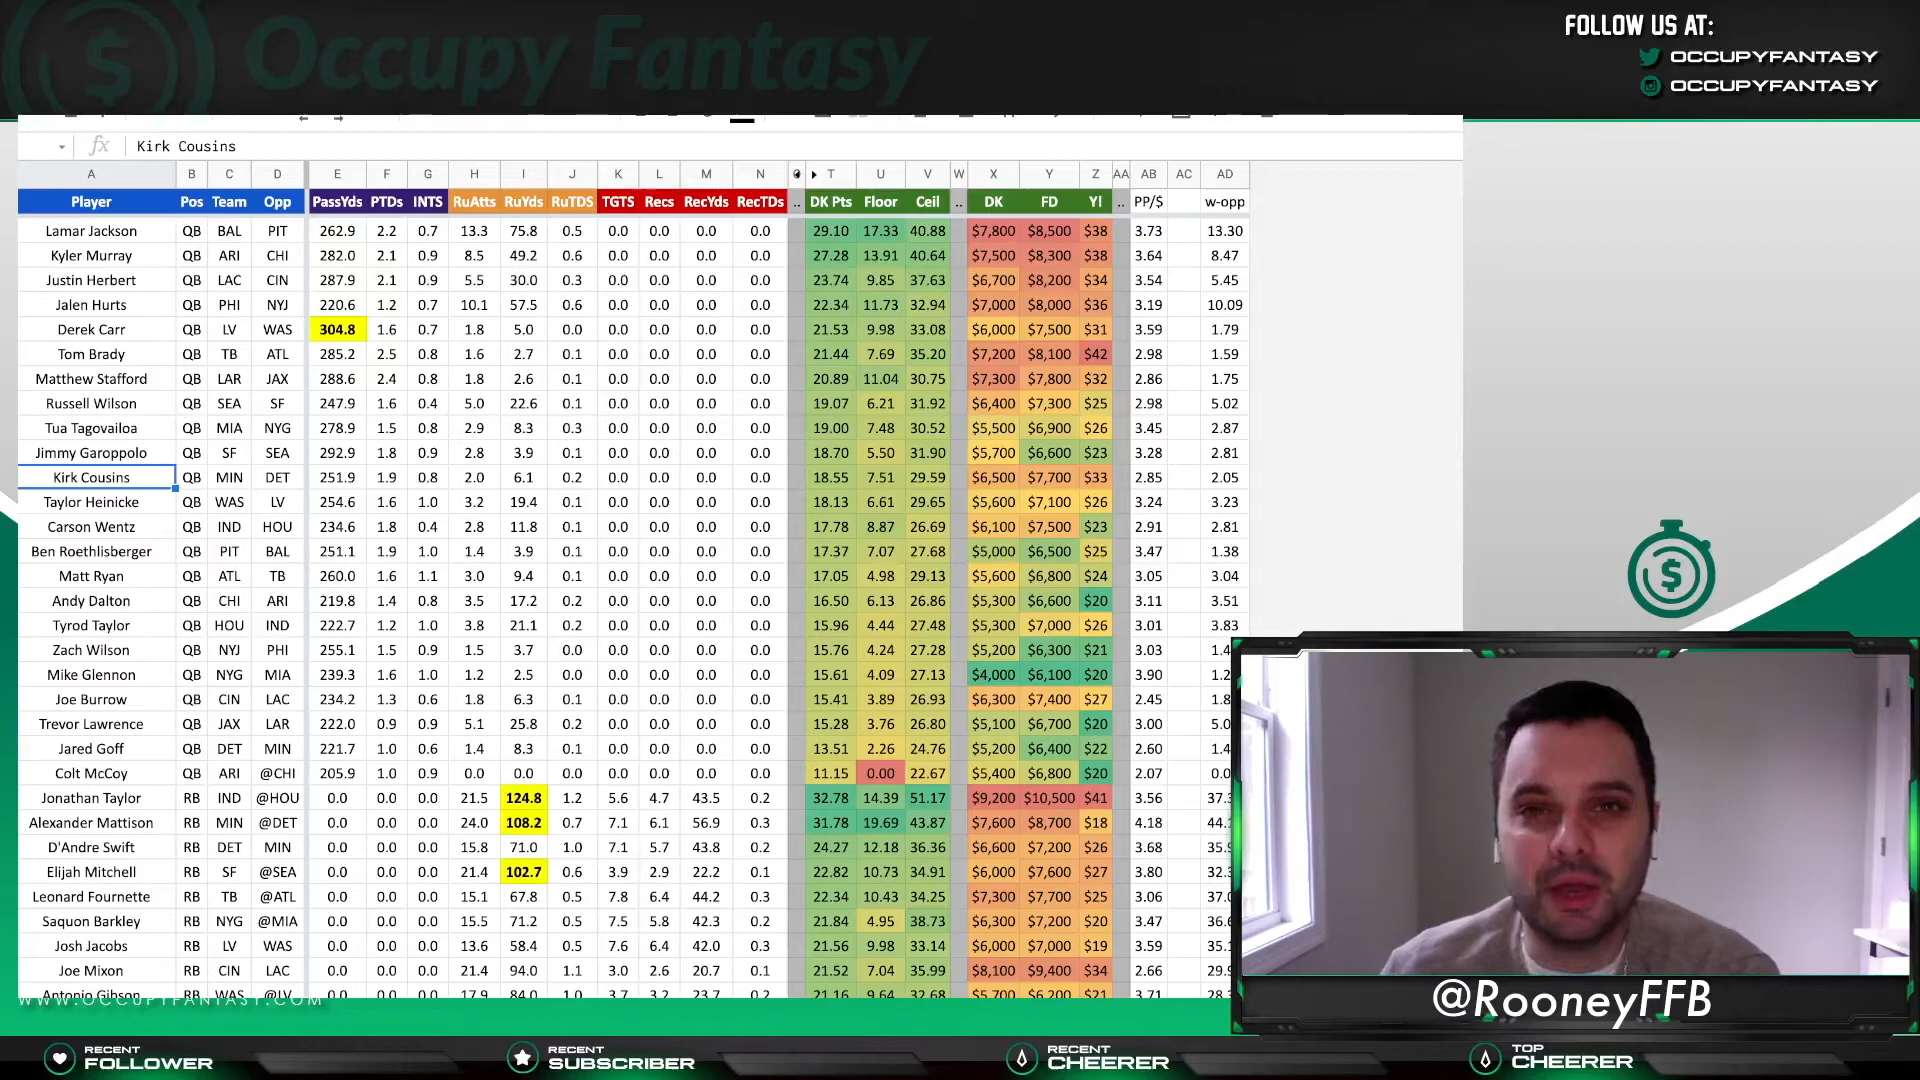 Occupy Fantasy
FOLLOW US AT:
OCCUPYFANTASY
OCCUPYFANTASY
fx Kirk Cousins
A B C D E F G H I J K L M N T U V W X Y Z AA AB AC AD
Player Pos Team Opp PassYds PTDs INTS RuAtts RuYds RuTDS TGTS Recs RecYds RecTDs .. DK Pts Floor Ceil .. DK FD Y! .. PP/$ w-opp
Lamar Jackson QB BAL PIT 262.9 2.2 0.7 13.3 75.8 0.5 0.0 0.0 0.0 0.0 29.10 17.33 40.88 $7,800 $8,500 $38 3.73 13.30
Kyler Murray QB ARI CHI 282.0 2.1 0.9 8.5 49.2 0.6 0.0 0.0 0.0 0.0 27.28 13.91 40.64 $7,500 $8,300 $38 3.64 8.47
Justin Herbert QB LAC CIN 287.9 2.1 0.9 5.5 30.0 0.3 0.0 0.0 0.0 0.0 23.74 9.85 37.63 $6,700 $8,200 $34 3.54 5.45
Jalen Hurts QB PHI NYJ 220.6 1.2 0.7 10.1 57.5 0.6 0.0 0.0 0.0 0.0 22.34 11.73 32.94 $7,000 $8,000 $36 3.19 10.09
Derek Carr QB LV WAS 304.8 1.6 0.7 1.8 5.0 0.0 0.0 0.0 0.0 0.0 21.53 9.98 33.08 $6,000 $7,500 $31 3.59 1.79
Tom Brady QB TB ATL 285.2 2.5 0.8 1.6 2.7 0.1 0.0 0.0 0.0 0.0 21.44 7.69 35.20 $7,200 $8,100 $42 2.98 1.59
Matthew Stafford QB LAR JAX 288.6 2.4 0.8 1.8 2.6 0.1 0.0 0.0 0.0 0.0 20.89 11.04 30.75 $7,300 $7,800 $32 2.86 1.75
Russell Wilson QB SEA SF 247.9 1.6 0.4 5.0 22.6 0.1 0.0 0.0 0.0 0.0 19.07 6.21 31.92 $6,400 $7,300 $25 2.98 5.02
Tua Tagovailoa QB MIA NYG 278.9 1.5 0.8 2.9 8.3 0.3 0.0 0.0 0.0 0.0 19.00 7.48 30.52 $5,500 $6,900 $26 3.45 2.87
Jimmy Garoppolo QB SF SEA 292.9 1.8 0.9 2.8 3.9 0.1 0.0 0.0 0.0 0.0 18.70 5.50 31.90 $5,700 $6,600 $23 3.28 2.81
Kirk Cousins QB MIN DET 251.9 1.9 0.8 2.0 6.1 0.2 0.0 0.0 0.0 0.0 18.55 7.51 29.59 $6,500 $7,700 $33 2.85 2.05
Taylor Heinicke QB WAS LV 254.6 1.6 1.0 3.2 19.4 0.1 0.0 0.0 0.0 0.0 18.13 6.61 29.65 $5,600 $7,100 $26 3.24 3.23
Carson Wentz QB IND HOU 234.6 1.8 0.4 2.8 11.8 0.1 0.0 0.0 0.0 0.0 17.78 8.87 26.69 $6,100 $7,500 $23 2.91 2.81
Ben Roethlisberger QB PIT BAL 251.1 1.9 1.0 1.4 3.9 0.1 0.0 0.0 0.0 0.0 17.37 7.07 27.68 $5,000 $6,500 $25 3.47 1.38
Matt Ryan QB ATL TB 260.0 1.6 1.1 3.0 9.4 0.1 0.0 0.0 0.0 0.0 17.05 4.98 29.13 $5,600 $6,800 $24 3.05 3.04
Andy Dalton QB CHI ARI 219.8 1.4 0.8 3.5 17.2 0.2 0.0 0.0 0.0 0.0 16.50 6.13 26.86 $5,300 $6,600 $20 3.11 3.51
Tyrod Taylor QB HOU IND 222.7 1.2 1.0 3.8 21.1 0.2 0.0 0.0 0.0 0.0 15.96 4.44 27.48 $5,300 $7,000 $26 3.01 3.83
Zach Wilson QB NYJ PHI 255.1 1.5 0.9 1.5 3.7 0.0 0.0 0.0 0.0 0.0 15.76 4.24 27.28 $5,200 $6,300 $21 3.03 1.4
Mike Glennon QB NYG MIA 239.3 1.6 1.0 1.2 2.5 0.0 0.0 0.0 0.0 0.0 15.61 4.09 27.13 $4,000 $6,100 $20 3.90 1.2
Joe Burrow QB CIN LAC 234.2 1.3 0.6 1.8 6.3 0.1 0.0 0.0 0.0 0.0 15.41 3.89 26.93 $6,300 $7,400 $27 2.45 1.8
Trevor Lawrence QB JAX LAR 222.0 0.9 0.9 5.1 25.8 0.2 0.0 0.0 0.0 0.0 15.28 3.76 26.80 $5,100 $6,700 $20 3.00 5.0
Jared Goff QB DET MIN 221.7 1.0 0.6 1.4 8.3 0.1 0.0 0.0 0.0 0.0 13.51 2.26 24.76 $5,200 $6,400 $22 2.60 1.4
Colt McCoy QB ARI @CHI 205.9 1.0 0.9 0.0 0.0 0.0 0.0 0.0 0.0 0.0 11.15 0.00 22.67 $5,400 $6,800 $20 2.07 0.0
Jonathan Taylor RB IND @HOU 0.0 0.0 0.0 21.5 124.8 1.2 5.6 4.7 43.5 0.2 32.78 14.39 51.17 $9,200 $10,500 $41 3.56 37.3
Alexander Mattison RB MIN @DET 0.0 0.0 0.0 24.0 108.2 0.7 7.1 6.1 56.9 0.3 31.78 19.69 43.87 $7,600 $8,700 $18 4.18 44.
D'Andre Swift RB DET MIN 0.0 0.0 0.0 15.8 71.0 1.0 7.1 5.7 43.8 0.2 24.27 12.18 36.36 $6,600 $7,200 $26 3.68 35.
Elijah Mitchell RB SF @SEA 0.0 0.0 0.0 21.4 102.7 0.6 3.9 2.9 22.2 0.1 22.82 10.73 34.91 $6,000 $7,600 $27 3.80 32.
Leonard Fournette RB TB @ATL 0.0 0.0 0.0 15.1 67.8 0.5 7.8 6.4 44.2 0.3 22.34 10.43 34.25 $7,300 $7,700 $25 3.06 37.
Saquon Barkley RB NYG @MIA 0.0 0.0 0.0 15.5 71.2 0.5 7.5 5.8 42.3 0.2 21.84 4.95 38.73 $6,300 $7,200 $20 3.47 36.
Josh Jacobs RB LV WAS 0.0 0.0 0.0 13.6 58.4 0.5 7.6 6.4 42.0 0.3 21.56 9.98 33.14 $6,000 $7,000 $19 3.59 35.
Joe Mixon RB CIN LAC 0.0 0.0 0.0 21.4 94.0 1.1 3.0 2.6 20.7 0.1 21.52 7.04 35.99 $8,100 $9,400 $34 2.66 29.
Antonio Gibson RB WAS @LV 0.0 0.0 0.0 17.9 84.0 1.0 3.7 3.2 23.7 0.2 21.16 9.64 32.68 $5,700 $6,200 $21 3.71 28.
WWW.OCCUPYFANTASY.COM
@RooneyFFB
RECENT FOLLOWER
RECENT SUBSCRIBER
RECENT CHEERER
TOP CHEERER